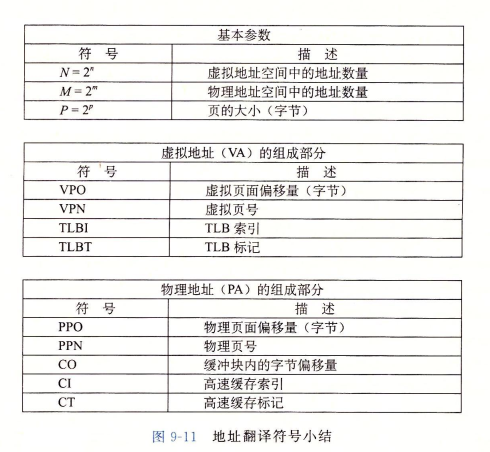 基本参数
符 号 描 述
N = 2ⁿ 虚拟地址空间中的地址数量
M = 2ᵐ 物理地址空间中的地址数量
P = 2ᵖ 页的大小（字节）
虚拟地址（VA）的组成部分
符 号 描 述
VPO 虚拟页面偏移量（字节）
VPN 虚拟页号
TLBI TLB 索引
TLBT TLB 标记
物理地址（PA）的组成部分
符 号 描 述
PPO 物理页面偏移量（字节）
PPN 物理页号
CO 缓冲块内的字节偏移量
CI 高速缓存索引
CT 高速缓存标记
图 9-11 地址翻译符号小结